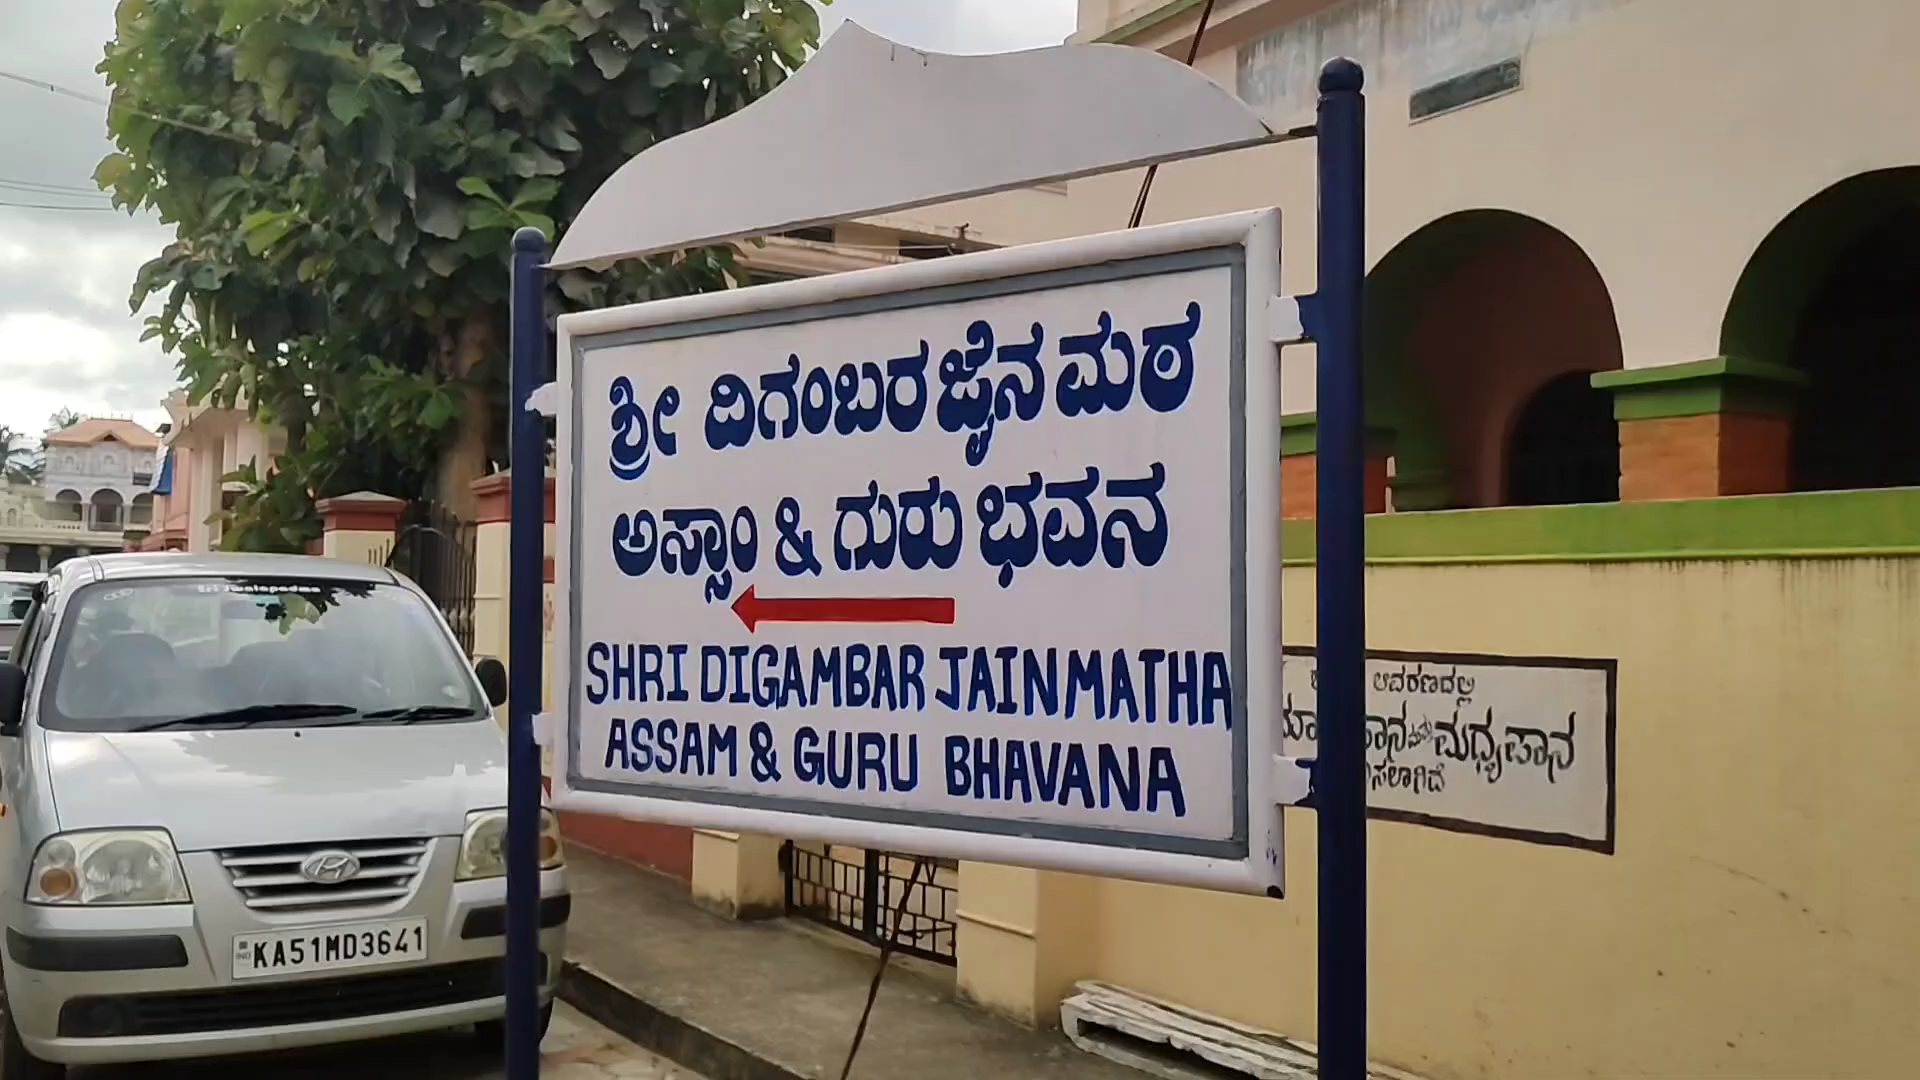 ಶ್ರೀ ದಿಗಂಬರ ಜೈನ ಮಠ
ಅಸ್ಸಾಂ & ಗುರು ಭವನ
SHRI DIGAMBAR JAIN MATHA
ASSAM & GURU BHAVANA
ಆವರಣದಲ್ಲಿ
ಮದ್ಯಪಾನ
KA51MD3641